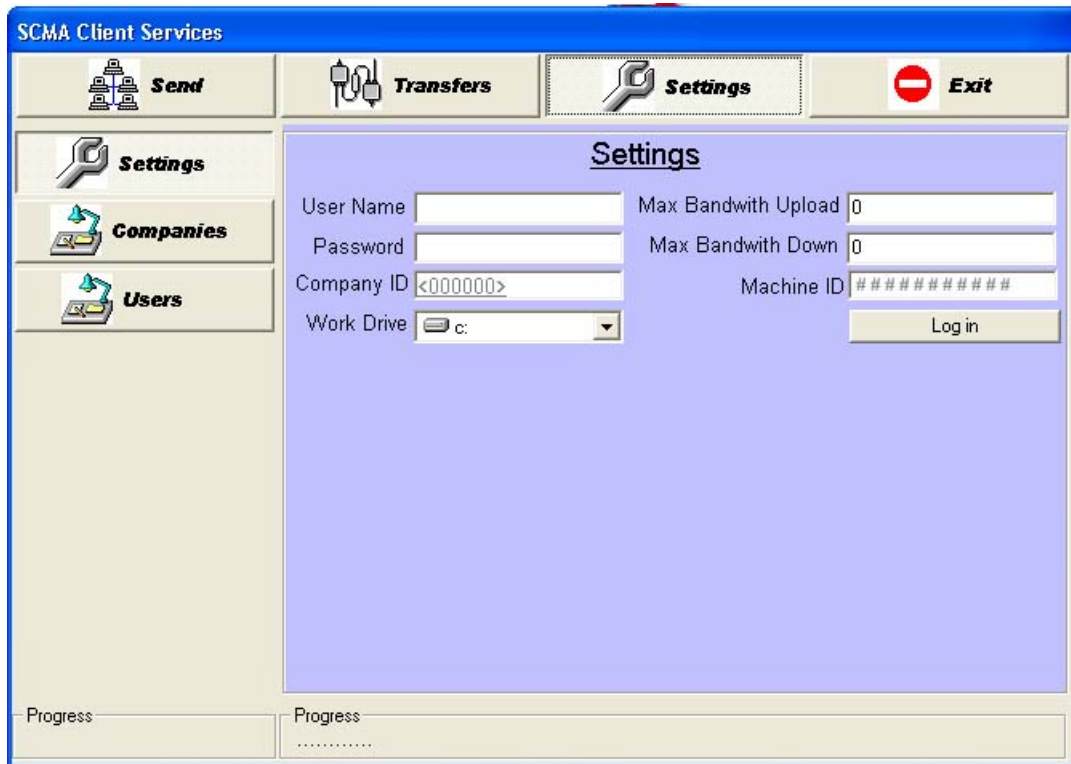 SCMA Client Services
Send
Transfers
Settings
Exit
Settings
Companies
Users
Settings
User Name
Max Bandwith Upload 0
Password
Max Bandwith Down 0
Company ID <000000>
Machine ID ###########
Work Drive c:
Log in
Progress
Progress
............